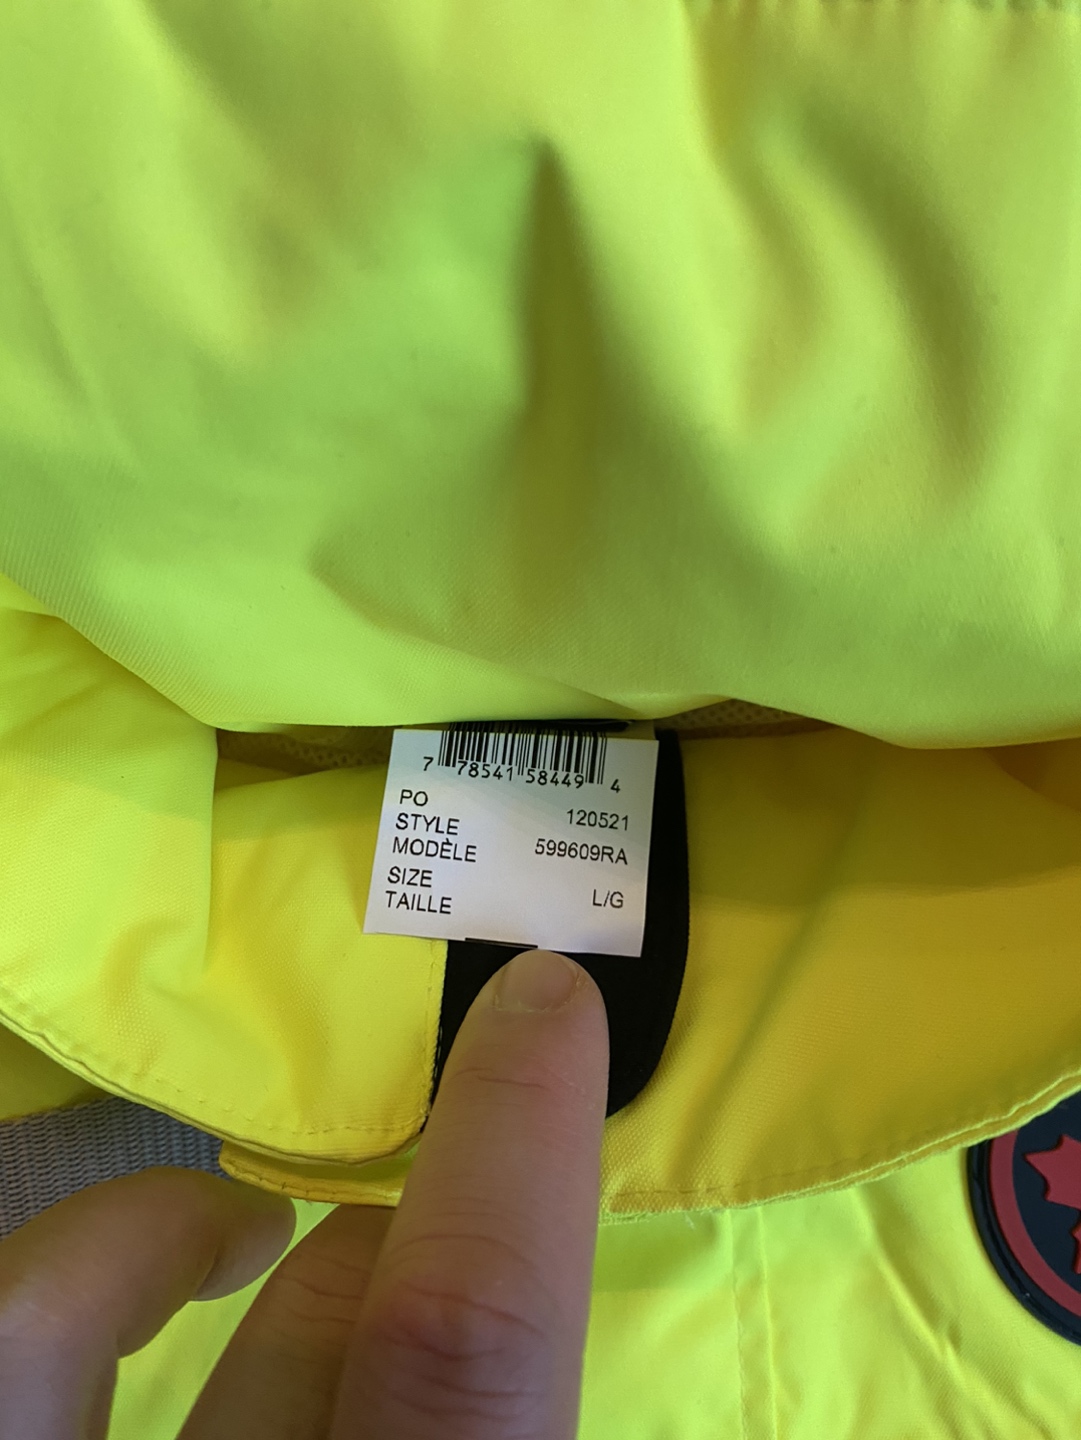 7 78541 58449 4
PO 120521
STYLE
MODÈLE 599609RA
SIZE
TAILLE L/G